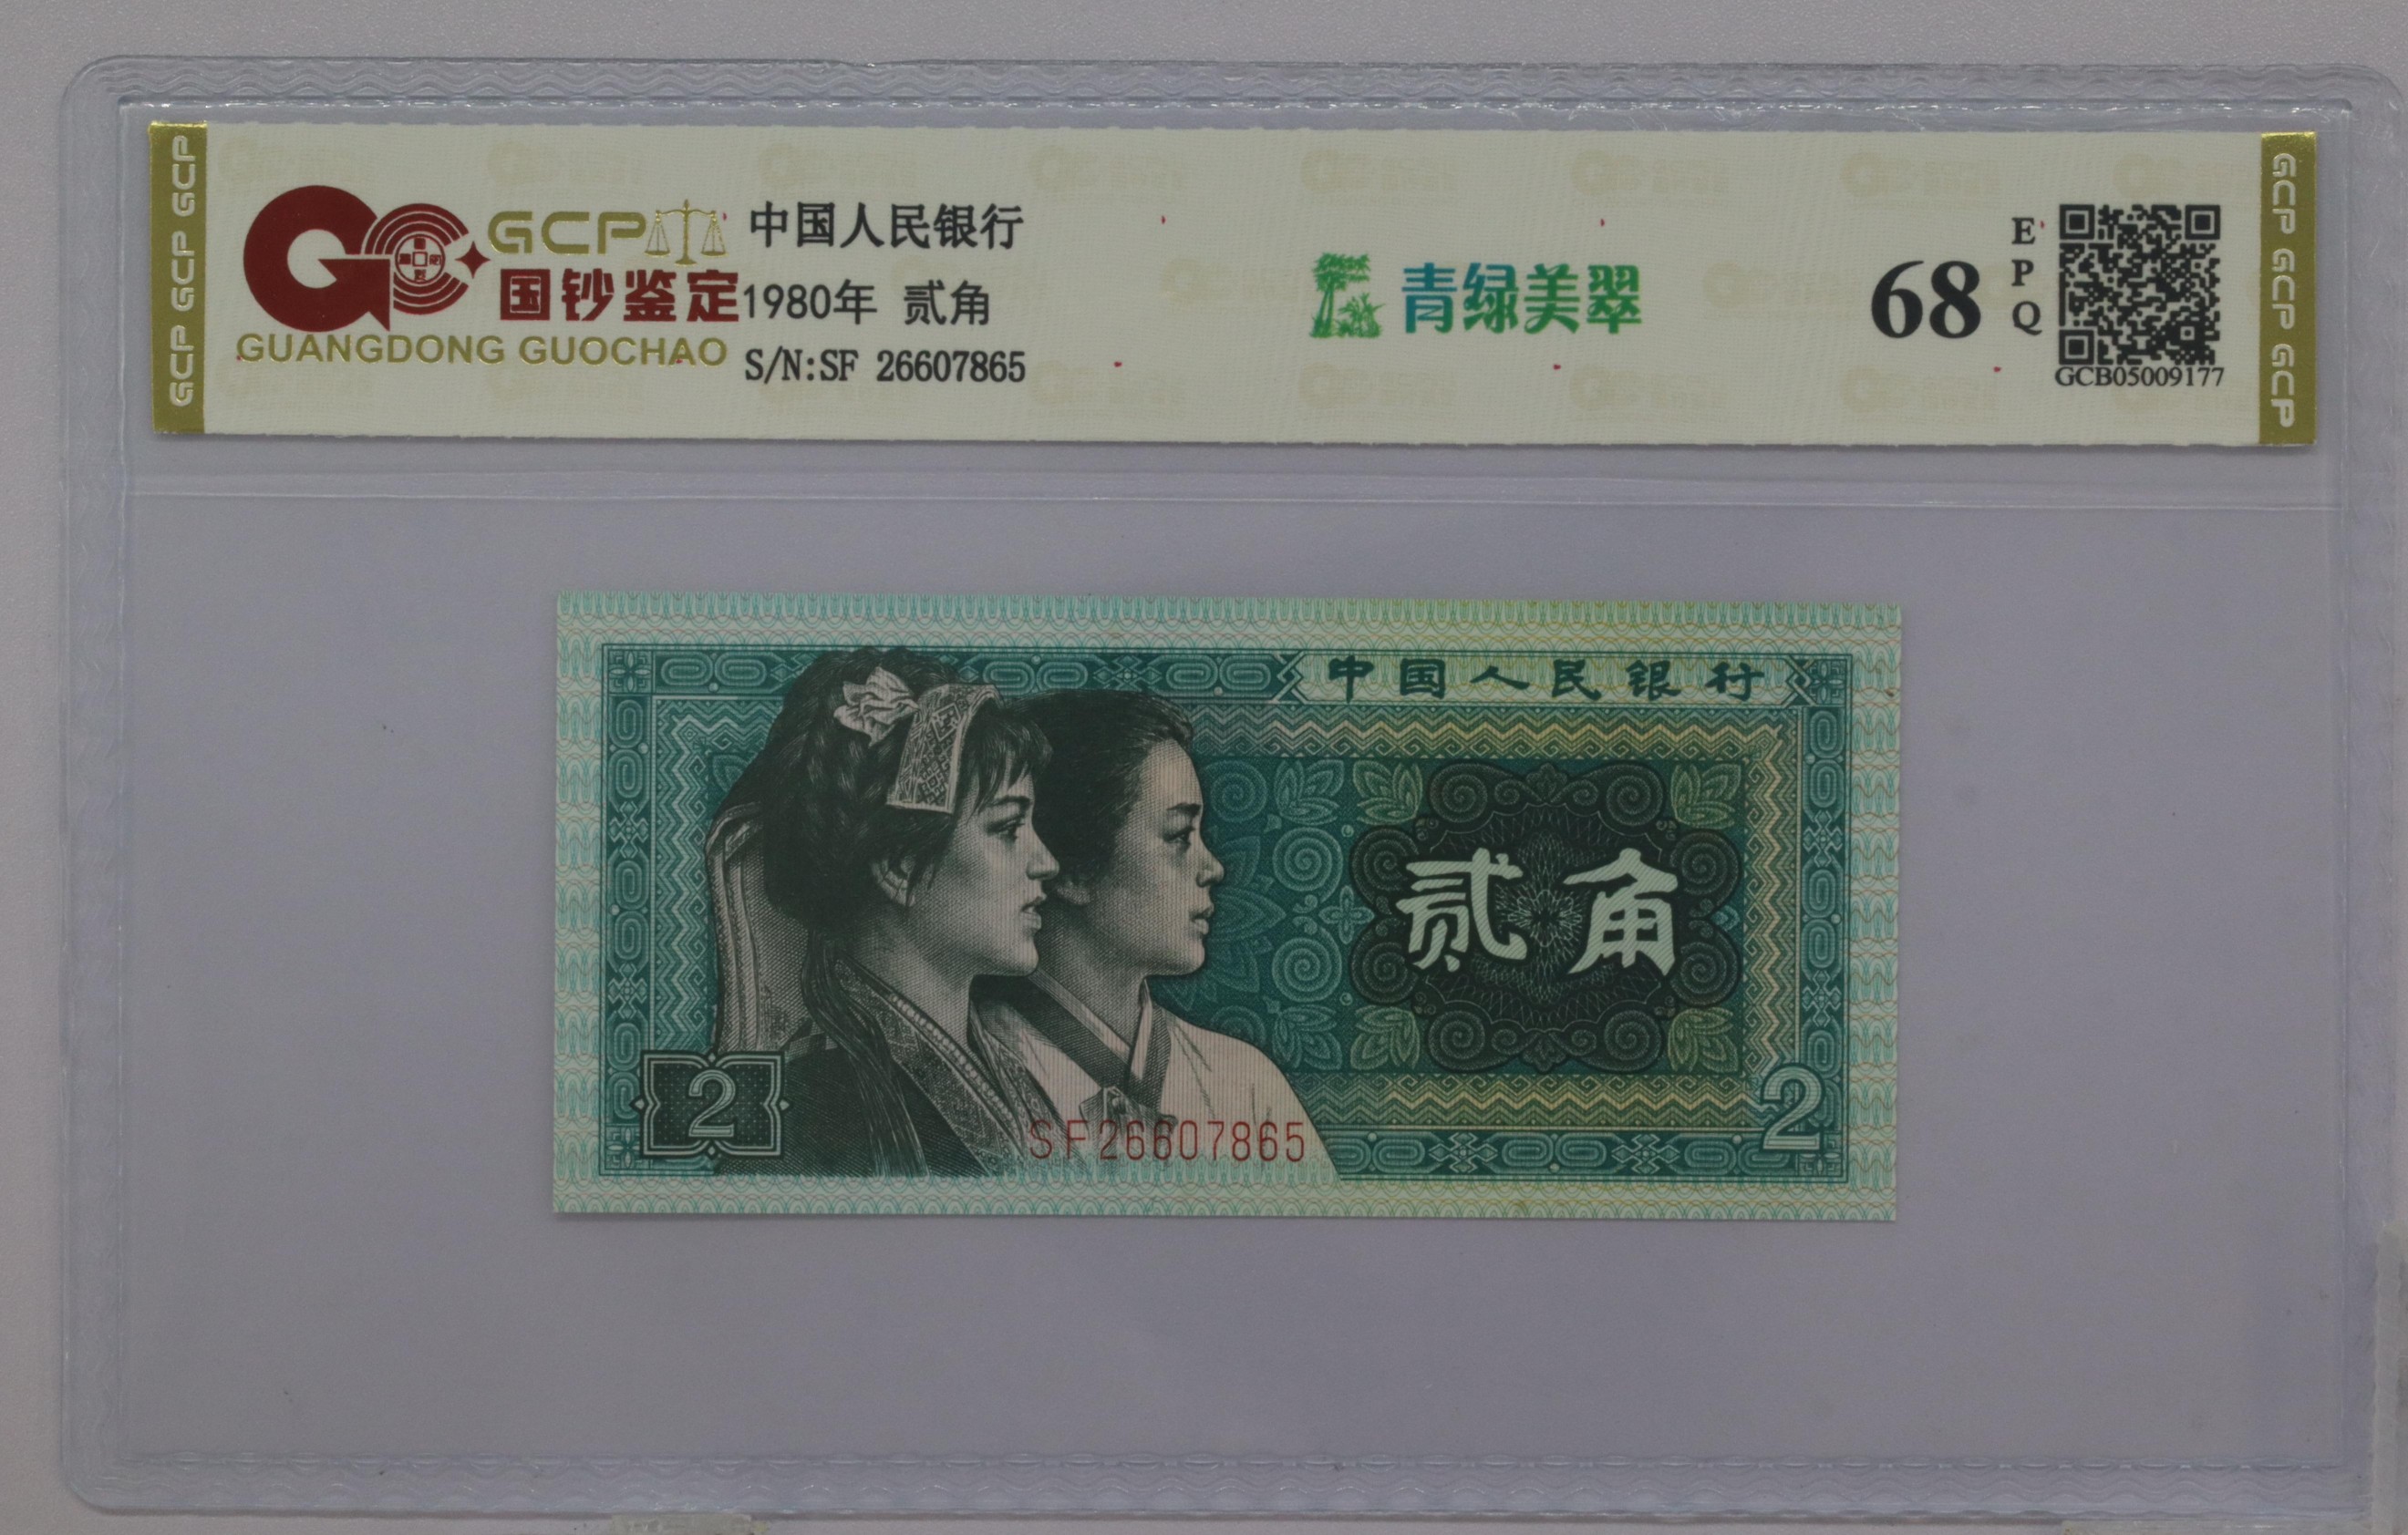 GCP GCP GCP
GCP
国钞鉴定
GUANGDONG GUOCHAO
中国人民银行
1980年 贰角
S/N:SF 26607865
青绿美翠
68
EPQ
GCB05009177
GCP GCP GCP
中国人民银行
贰角
2
SF26607865
2